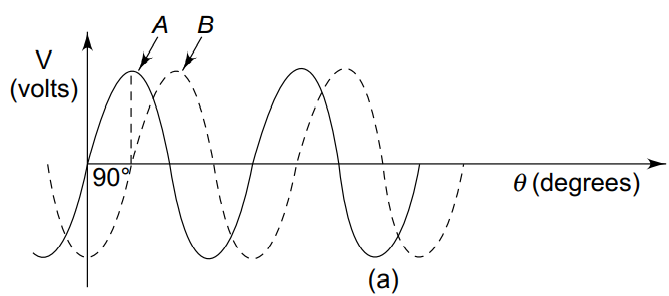 A B
V
(volts)
90°
θ (degrees)
(a)